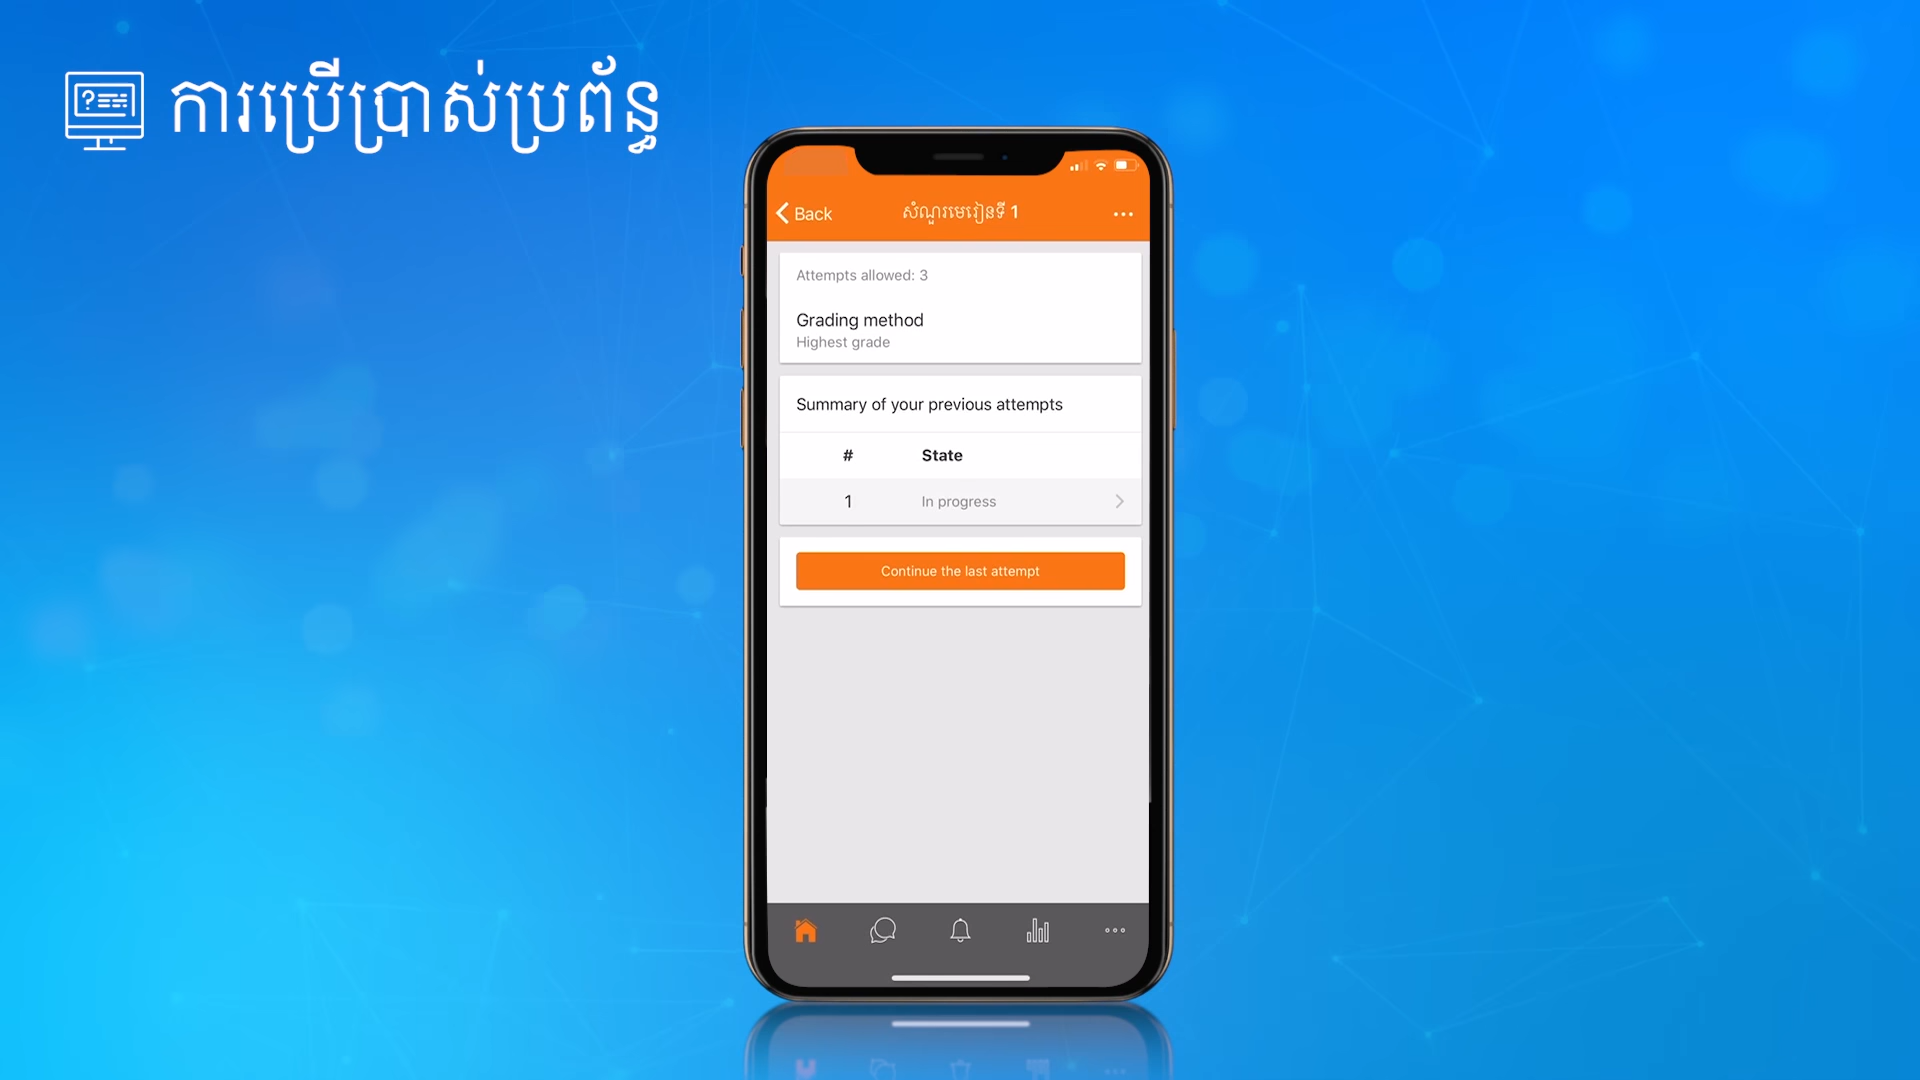 ការប្រើប្រាស់ប្រព័ន្ធ
Back
សំណួរមេរៀនទី 1
Attempts allowed: 3
Grading method
Highest grade
Summary of your previous attempts
# State
1 In progress
Continue the last attempt